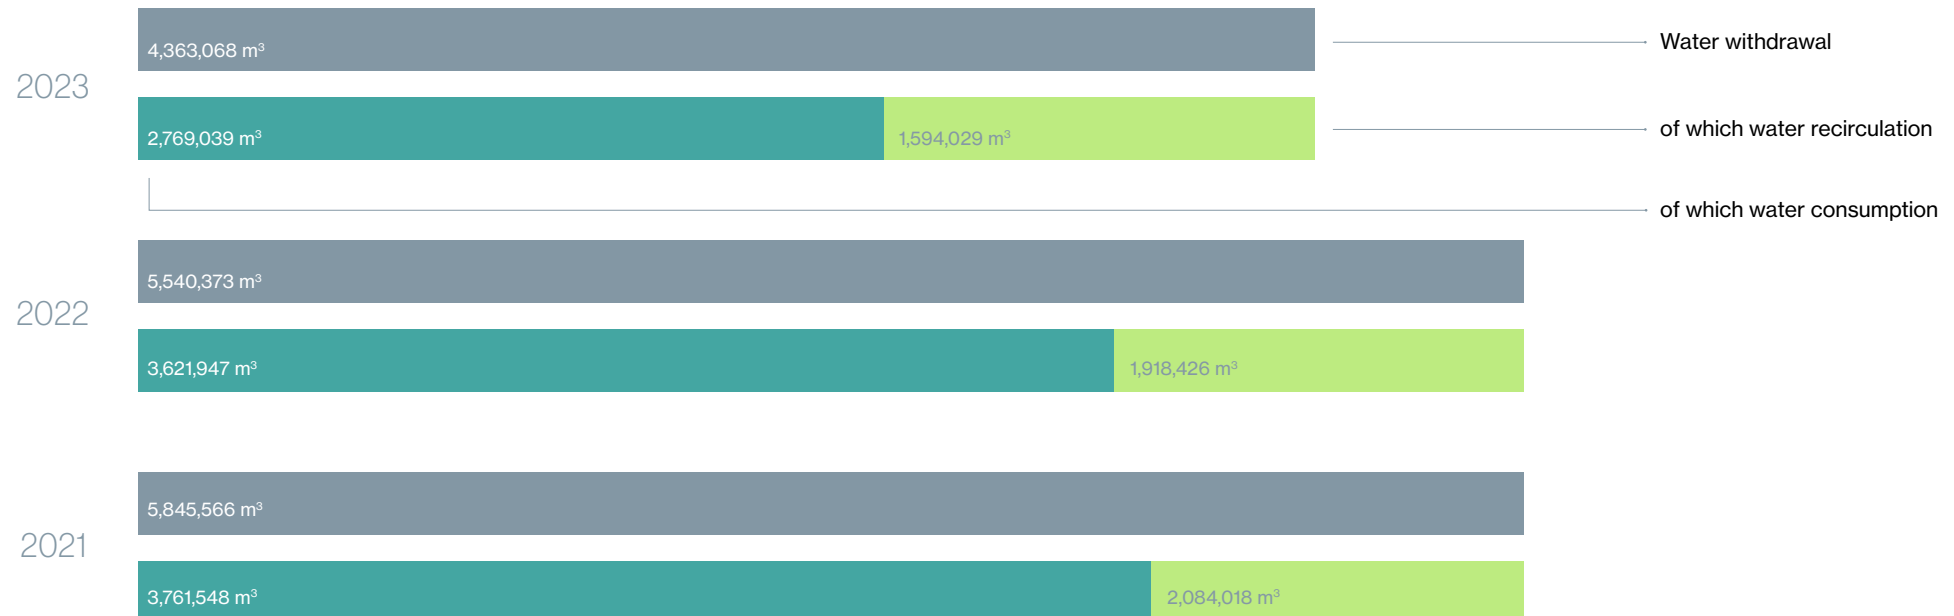 4,363,068 m³
Water withdrawal
2023
2,769,039 m³
1,594,029 m³
of which water recirculation
of which water consumption
5,540,373 m³
2022
3,621,947 m³
1,918,426 m³
5,845,566 m³
2021
3,761,548 m³
2,084,018 m³